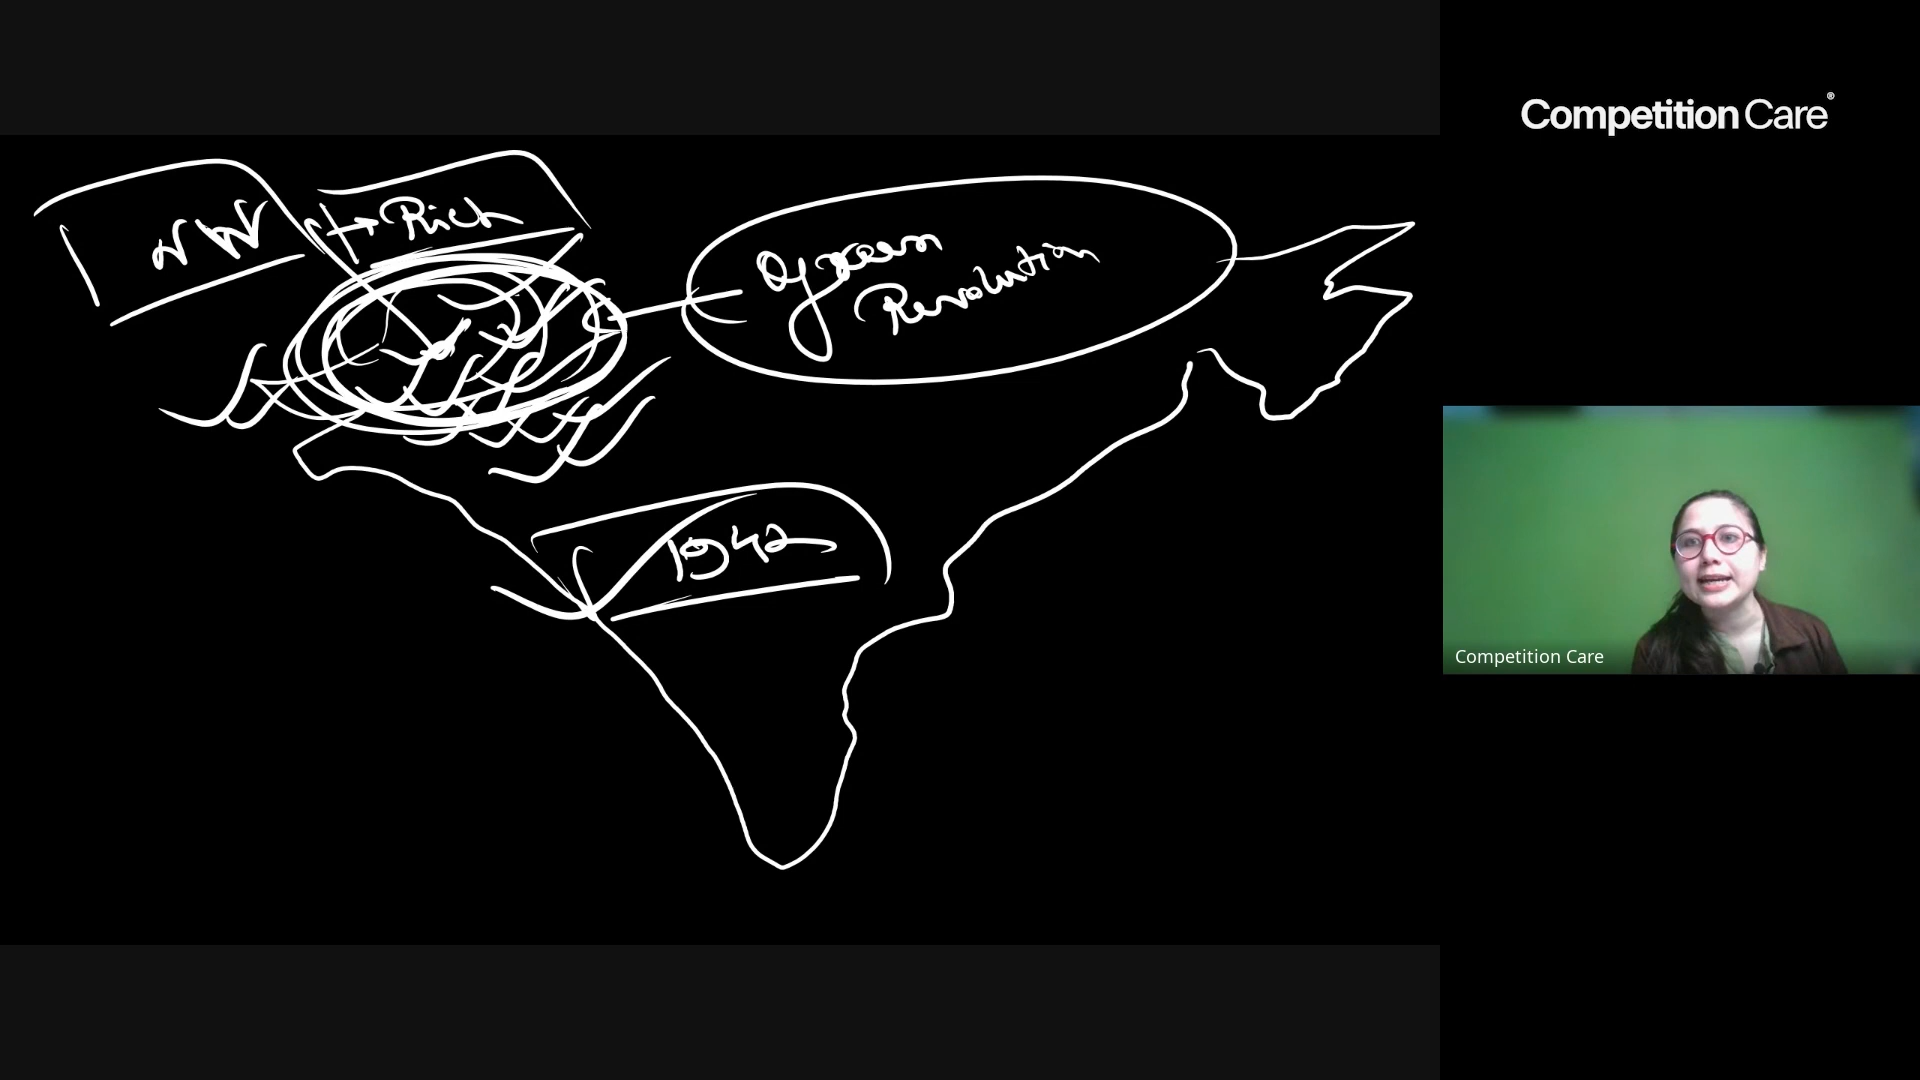 Competition Care®
NW
→ Rich
Green
Revolution
1942
Competition Care